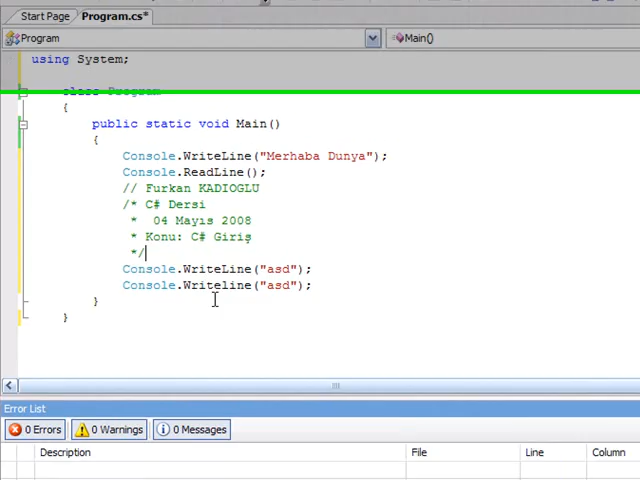 Start Page Program.cs*
Program Main()
using System;
class Program
{
public static void Main()
{
Console.WriteLine("Merhaba Dunya");
Console.ReadLine();
// Furkan KADIOGLU
/* C# Dersi
* 04 Mayıs 2008
* Konu: C# Giriş
*/
Console.WriteLine("asd");
Console.Writeline("asd");
}
}
Error List
0 Errors 0 Warnings 0 Messages
Description File Line Column